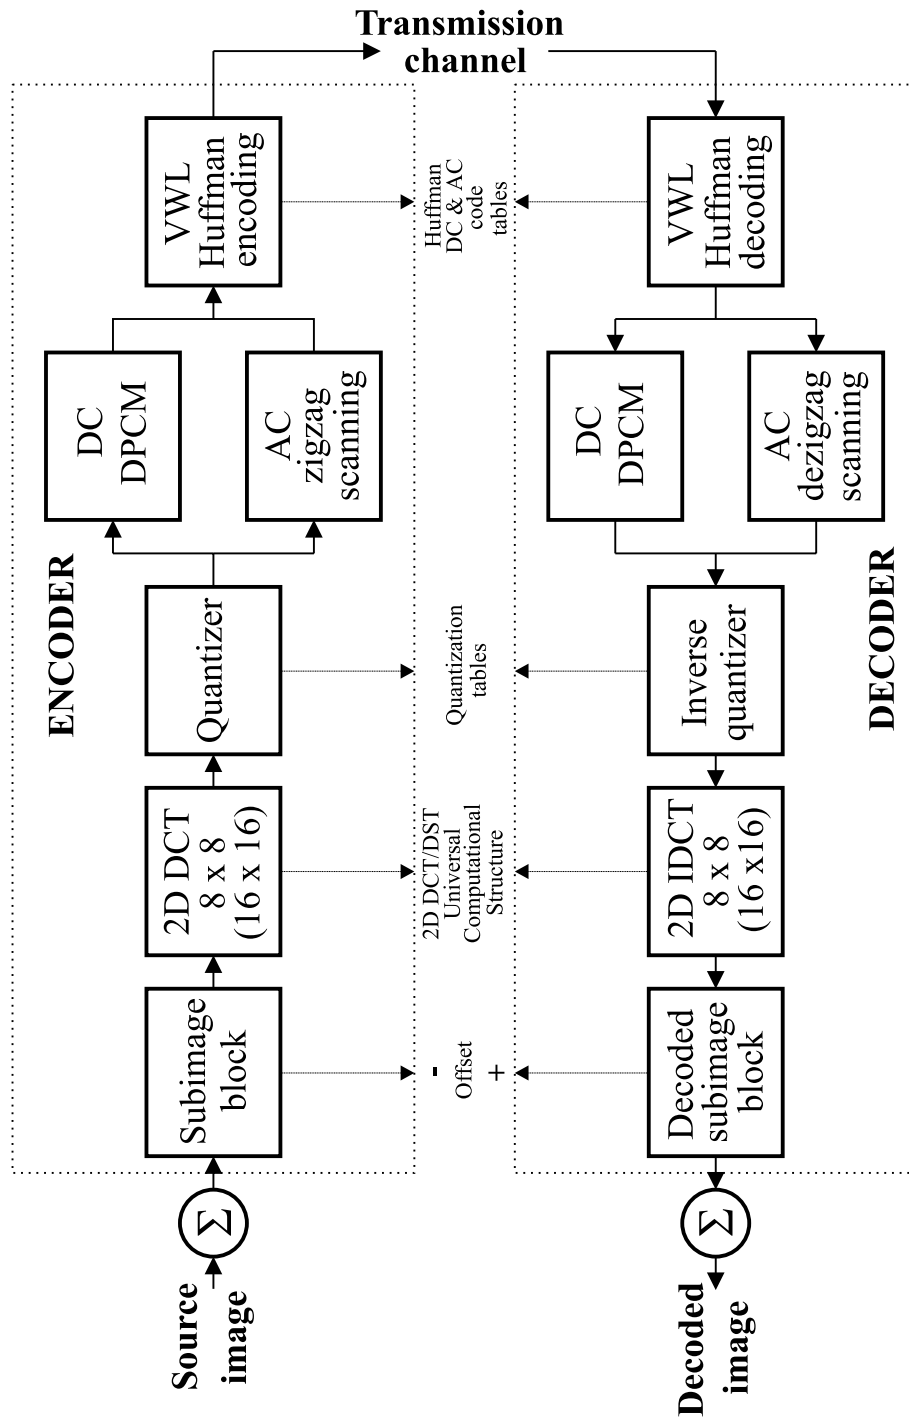 Transmission
channel
ENCODER
Source
image
Σ
Subimage
block
2D DCT
8 x 8
(16 x 16)
Quantizer
DC
DPCM
AC
zigzag
scanning
VWL
Huffman
encoding
-
Offset
+
2D DCT/DST
Universal
Computational
Structure
Quantization
tables
Huffman
DC & AC
code
tables
Decoded
image
Σ
Decoded
subimage
block
2D IDCT
8 x 8
(16 x16)
Inverse
quantizer
DC
DPCM
AC
dezigzag
scanning
VWL
Huffman
decoding
DECODER